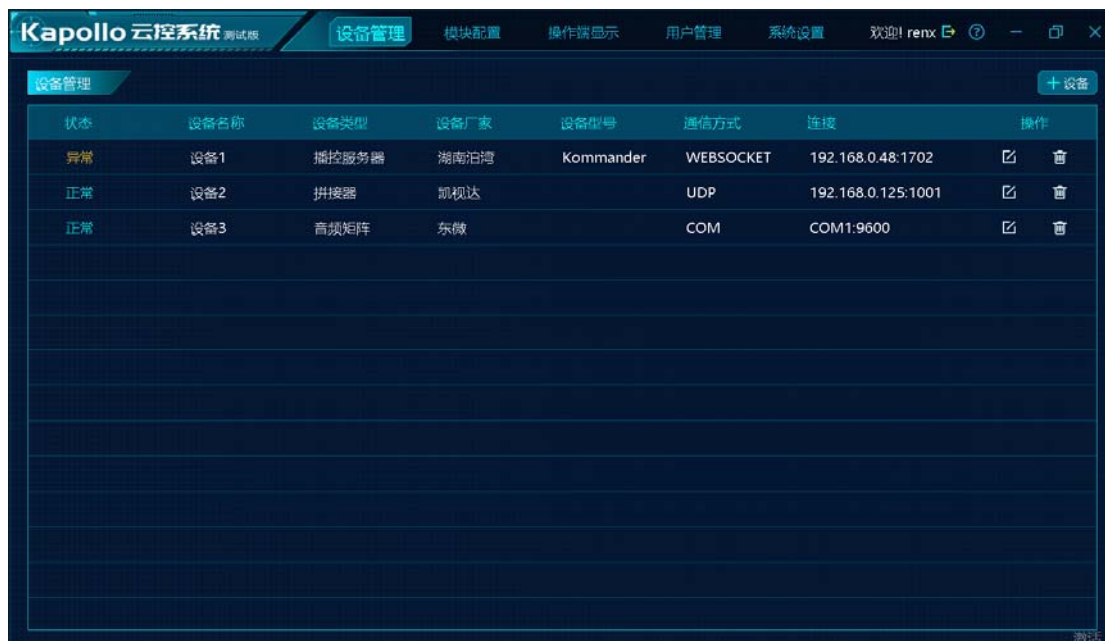 Kapollo 云控系统 测试版 设备管理 模块配置 操作端显示 用户管理 系统设置 欢迎! renx
设备管理 + 设备
状态 设备名称 设备类型 设备厂家 设备型号 通信方式 连接 操作
异常 设备1 播控服务器 湖南泊湾 Kommander WEBSOCKET 192.168.0.48:1702
正常 设备2 拼接器 凯视达 UDP 192.168.0.125:1001
正常 设备3 音频矩阵 东微 COM COM1:9600
激活